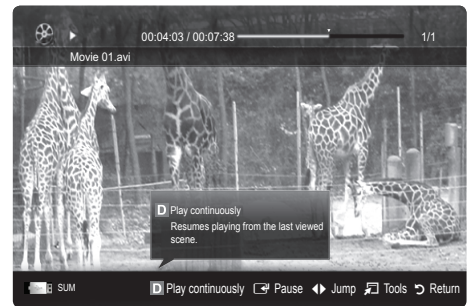 00:04:03 / 00:07:38 1/1
Movie 01.avi
D Play continuously
Resumes playing from the last viewed
scene.
SUM D Play continuously Pause Jump Tools Return